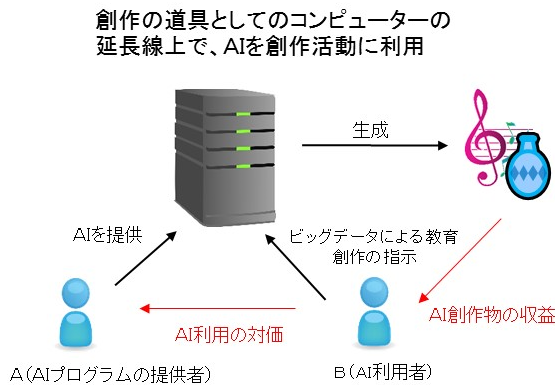 創作の道具としてのコンピューターの
延長線上で、AIを創作活動に利用
生成
AIを提供
ビッグデータによる教育
創作の指示
AI利用の対価
AI創作物の収益
A(AIプログラムの提供者)
B(AI利用者)